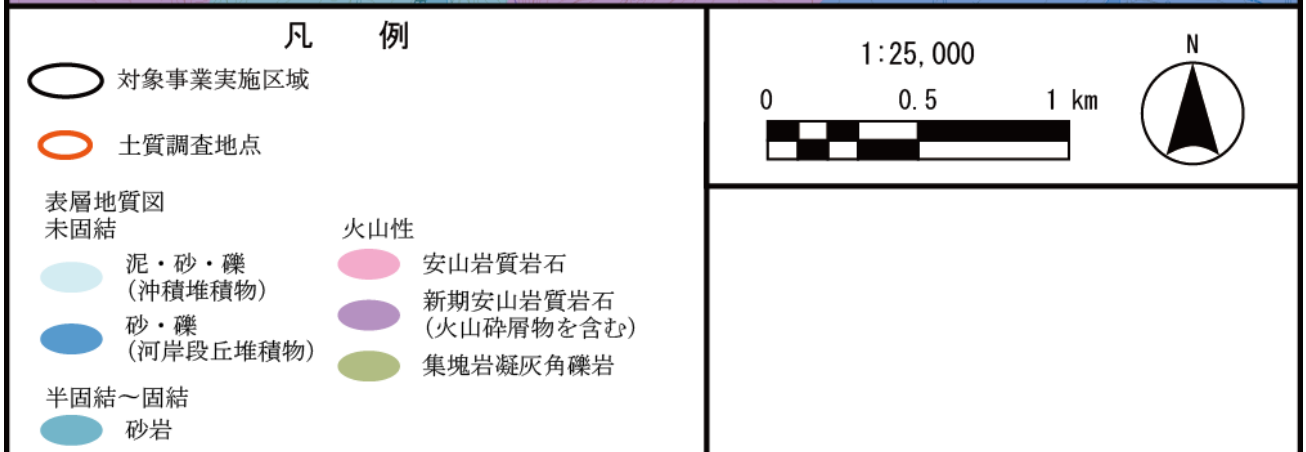 凡 例
対象事業実施区域
土質調査地点
表層地質図
未固結
泥・砂・礫
(沖積堆積物)
砂・礫
(河岸段丘堆積物)
半固結～固結
砂岩
火山性
安山岩質岩石
新期安山岩質岩石
(火山砕屑物を含む)
集塊岩凝灰角礫岩
1:25,000
0 0.5 1 km
N